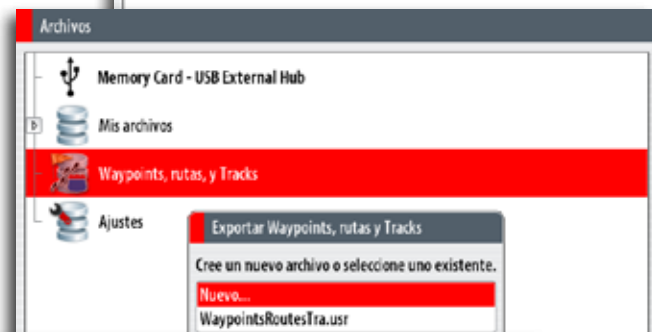 Archivos
Memory Card - USB External Hub
Mis archivos
Waypoints, rutas, y Tracks
Ajustes
Exportar Waypoints, rutas y Tracks
Cree un nuevo archivo o seleccione uno existente.
Nuevo...
WaypointsRoutesTra.usr